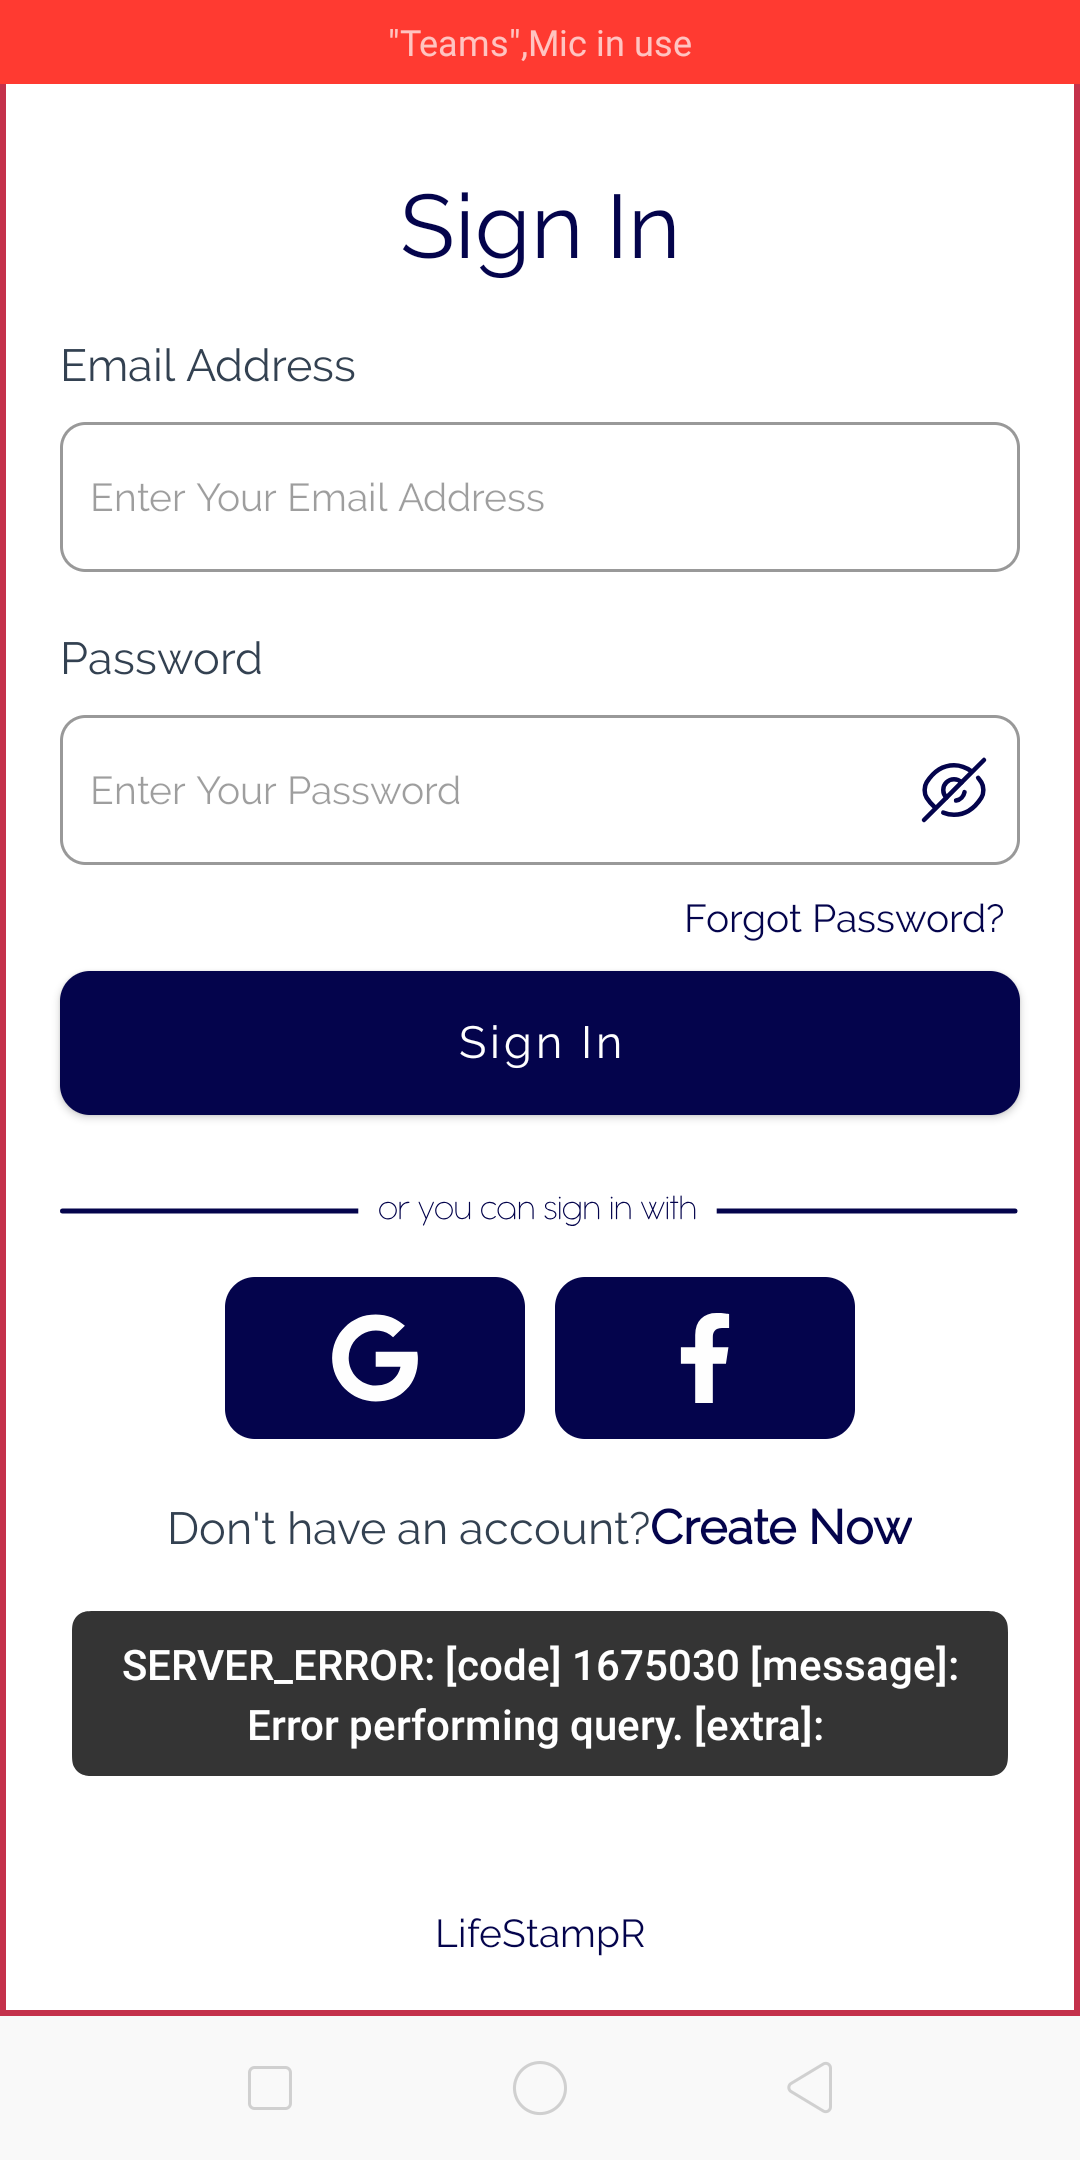 "Teams",Mic in use
Sign In
Email Address
Enter Your Email Address
Password
Enter Your Password
Forgot Password?
Sign In
or you can sign in with
Don't have an account?Create Now
SERVER_ERROR: [code] 1675030 [message]:
Error performing query. [extra]:
LifeStampR